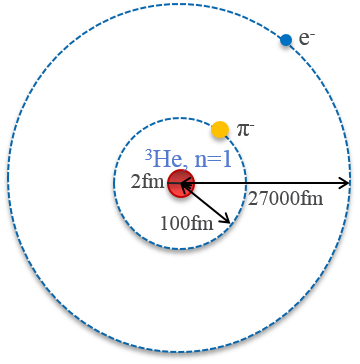 e⁻
π⁻
³He, n=1
2fm
27000fm
100fm